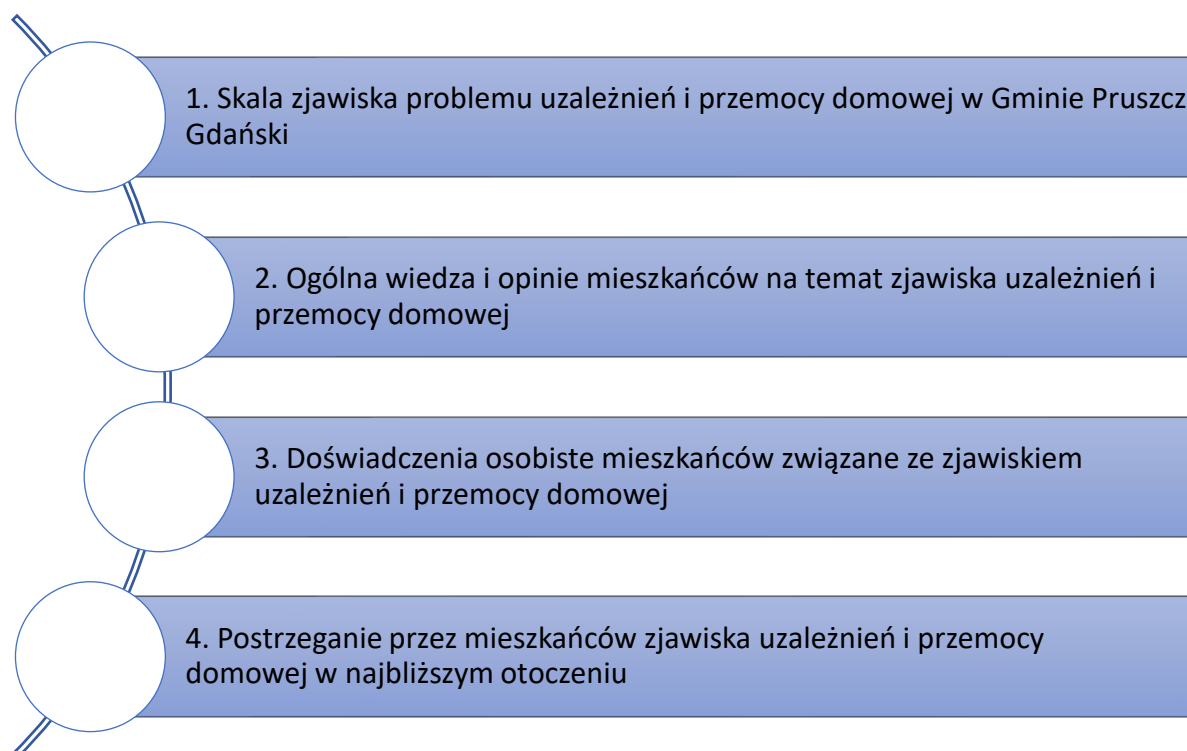 1. Skala zjawiska problemu uzależnień i przemocy domowej w Gminie Pruszcz
Gdański
2. Ogólna wiedza i opinie mieszkańców na temat zjawiska uzależnień i
przemocy domowej
3. Doświadczenia osobiste mieszkańców związane ze zjawiskiem
uzależnień i przemocy domowej
4. Postrzeganie przez mieszkańców zjawiska uzależnień i przemocy
domowej w najbliższym otoczeniu